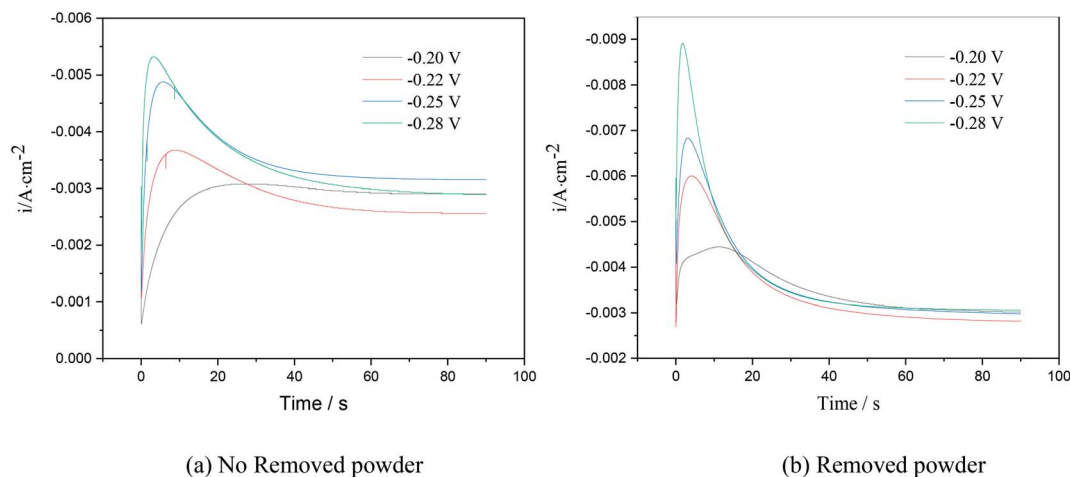 -0.006
-0.005
-0.004
-0.003
-0.002
-0.001
0.000
i/A·cm-2
-0.20 V
-0.22 V
-0.25 V
-0.28 V
0 20 40 60 80 100
Time / s
(a) No Removed powder
-0.009
-0.008
-0.007
-0.006
-0.005
-0.004
-0.003
-0.002
i/A·cm-2
-0.20 V
-0.22 V
-0.25 V
-0.28 V
0 20 40 60 80 100
Time / s
(b) Removed powder